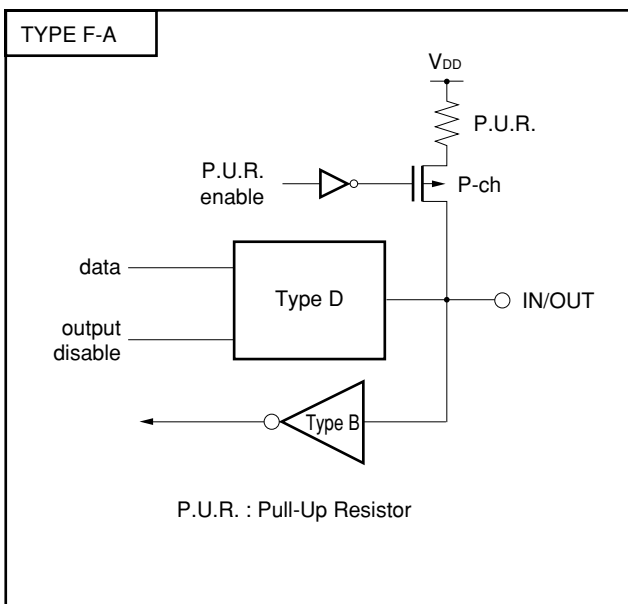 TYPE F-A
VDD
P.U.R.
P.U.R.
enable
P-ch
data
Type D
IN/OUT
output
disable
Type B
P.U.R. : Pull-Up Resistor